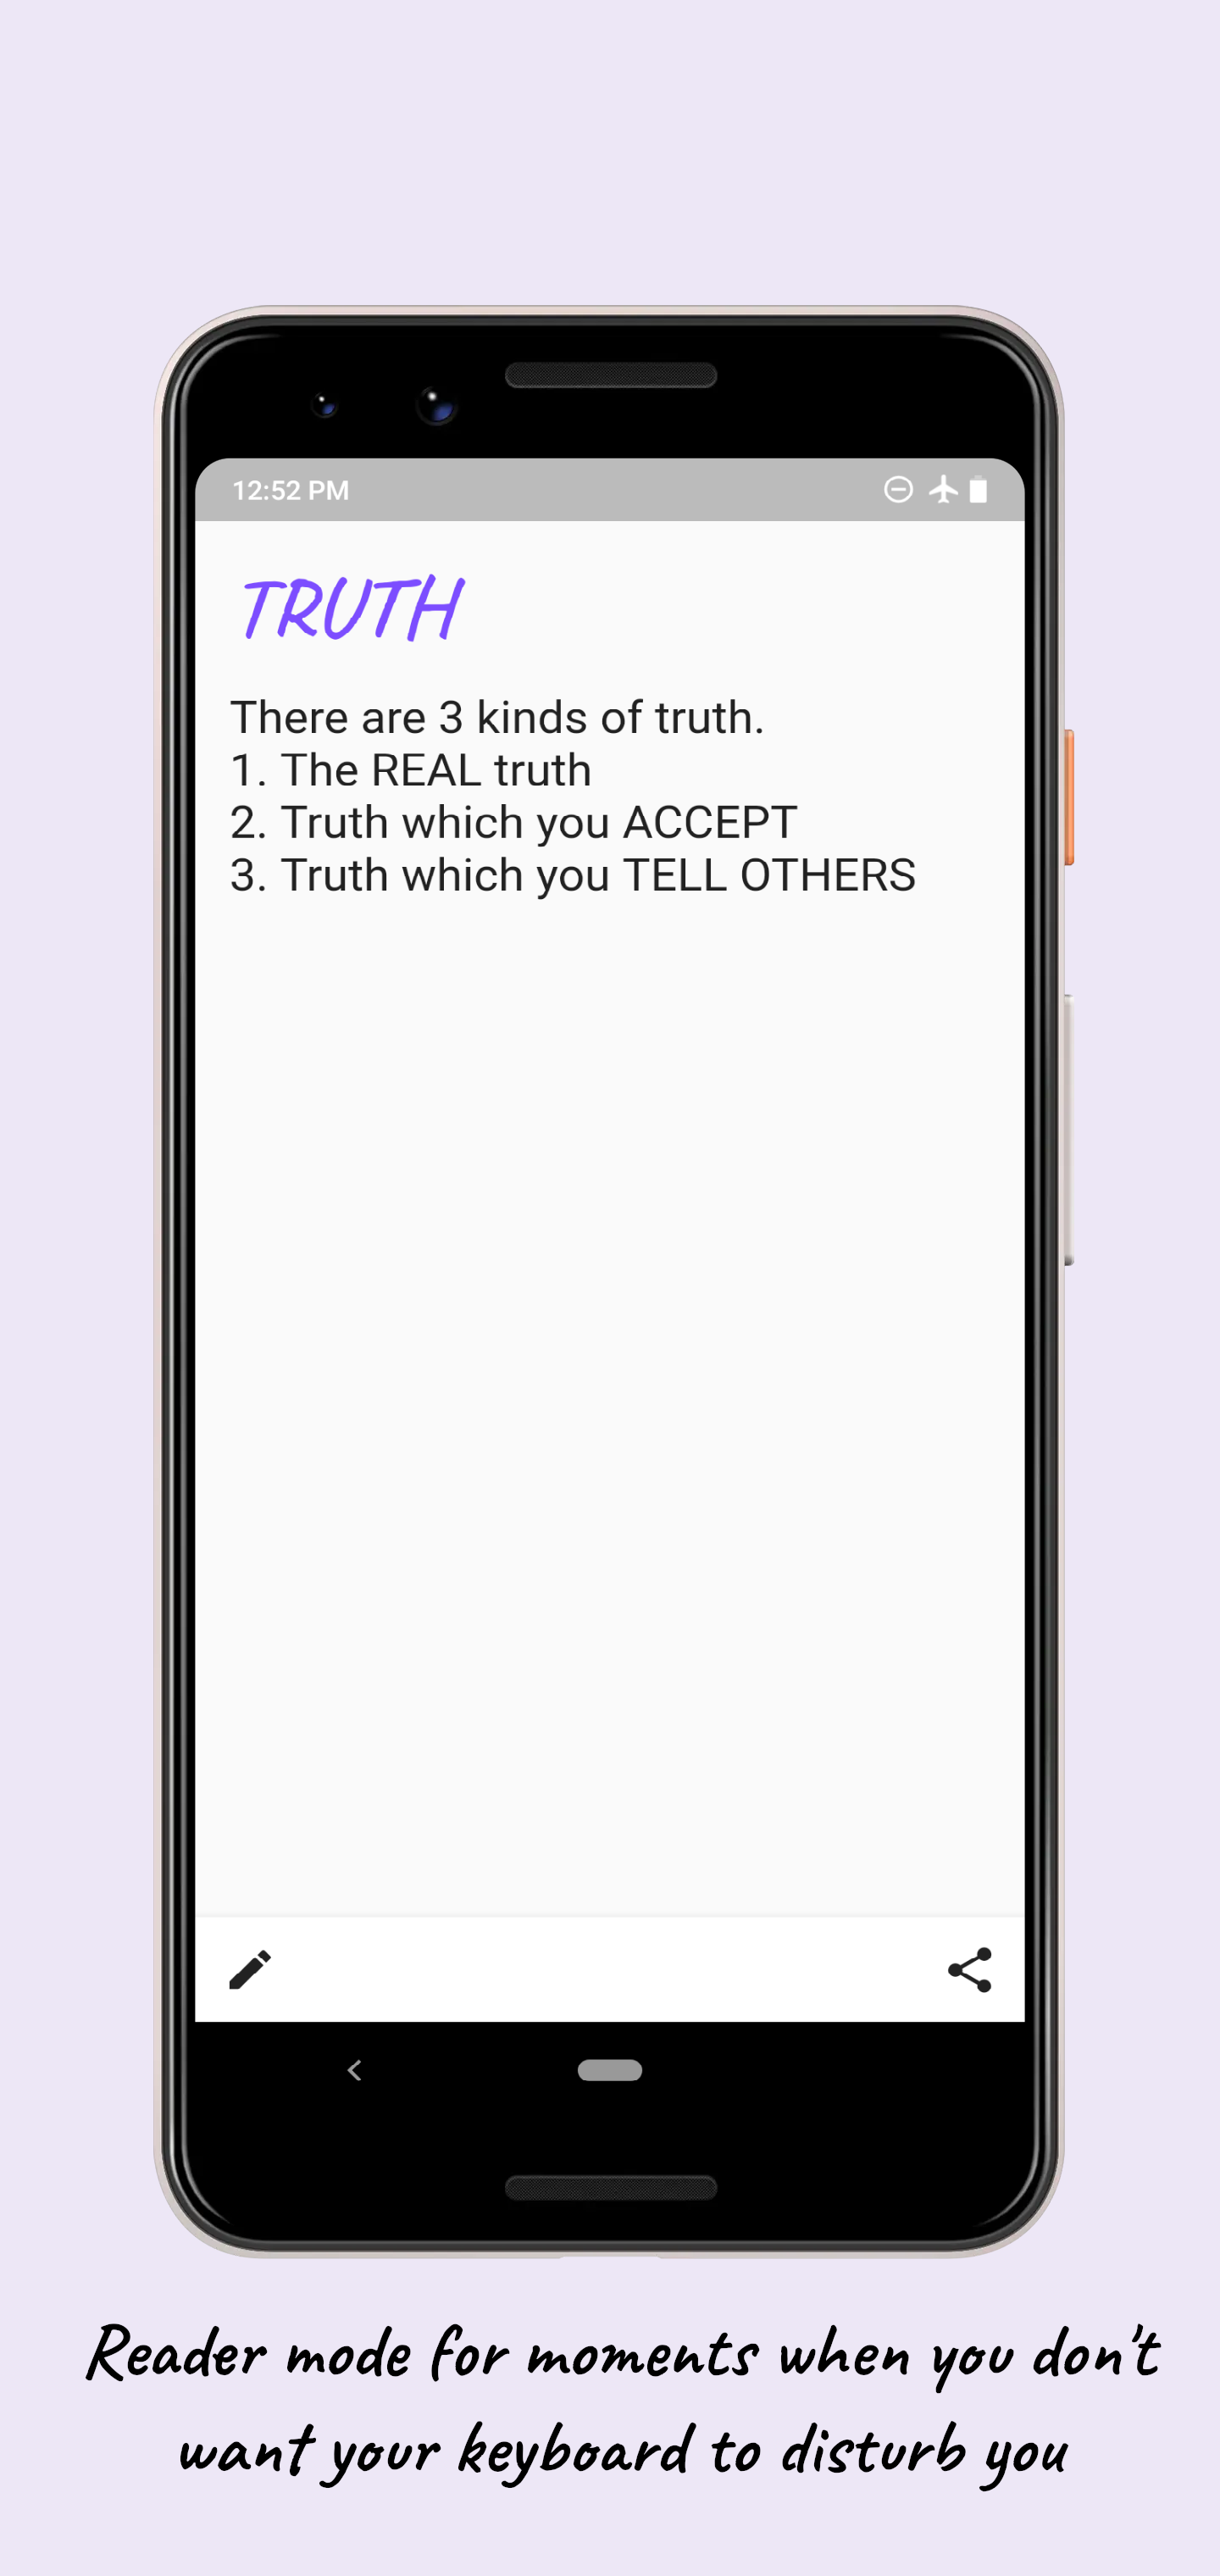 12:52 PM
TRUTH
There are 3 kinds of truth.
1. The REAL truth
2. Truth which you ACCEPT
3. Truth which you TELL OTHERS
Reader mode for moments when you don't
want your keyboard to disturb you